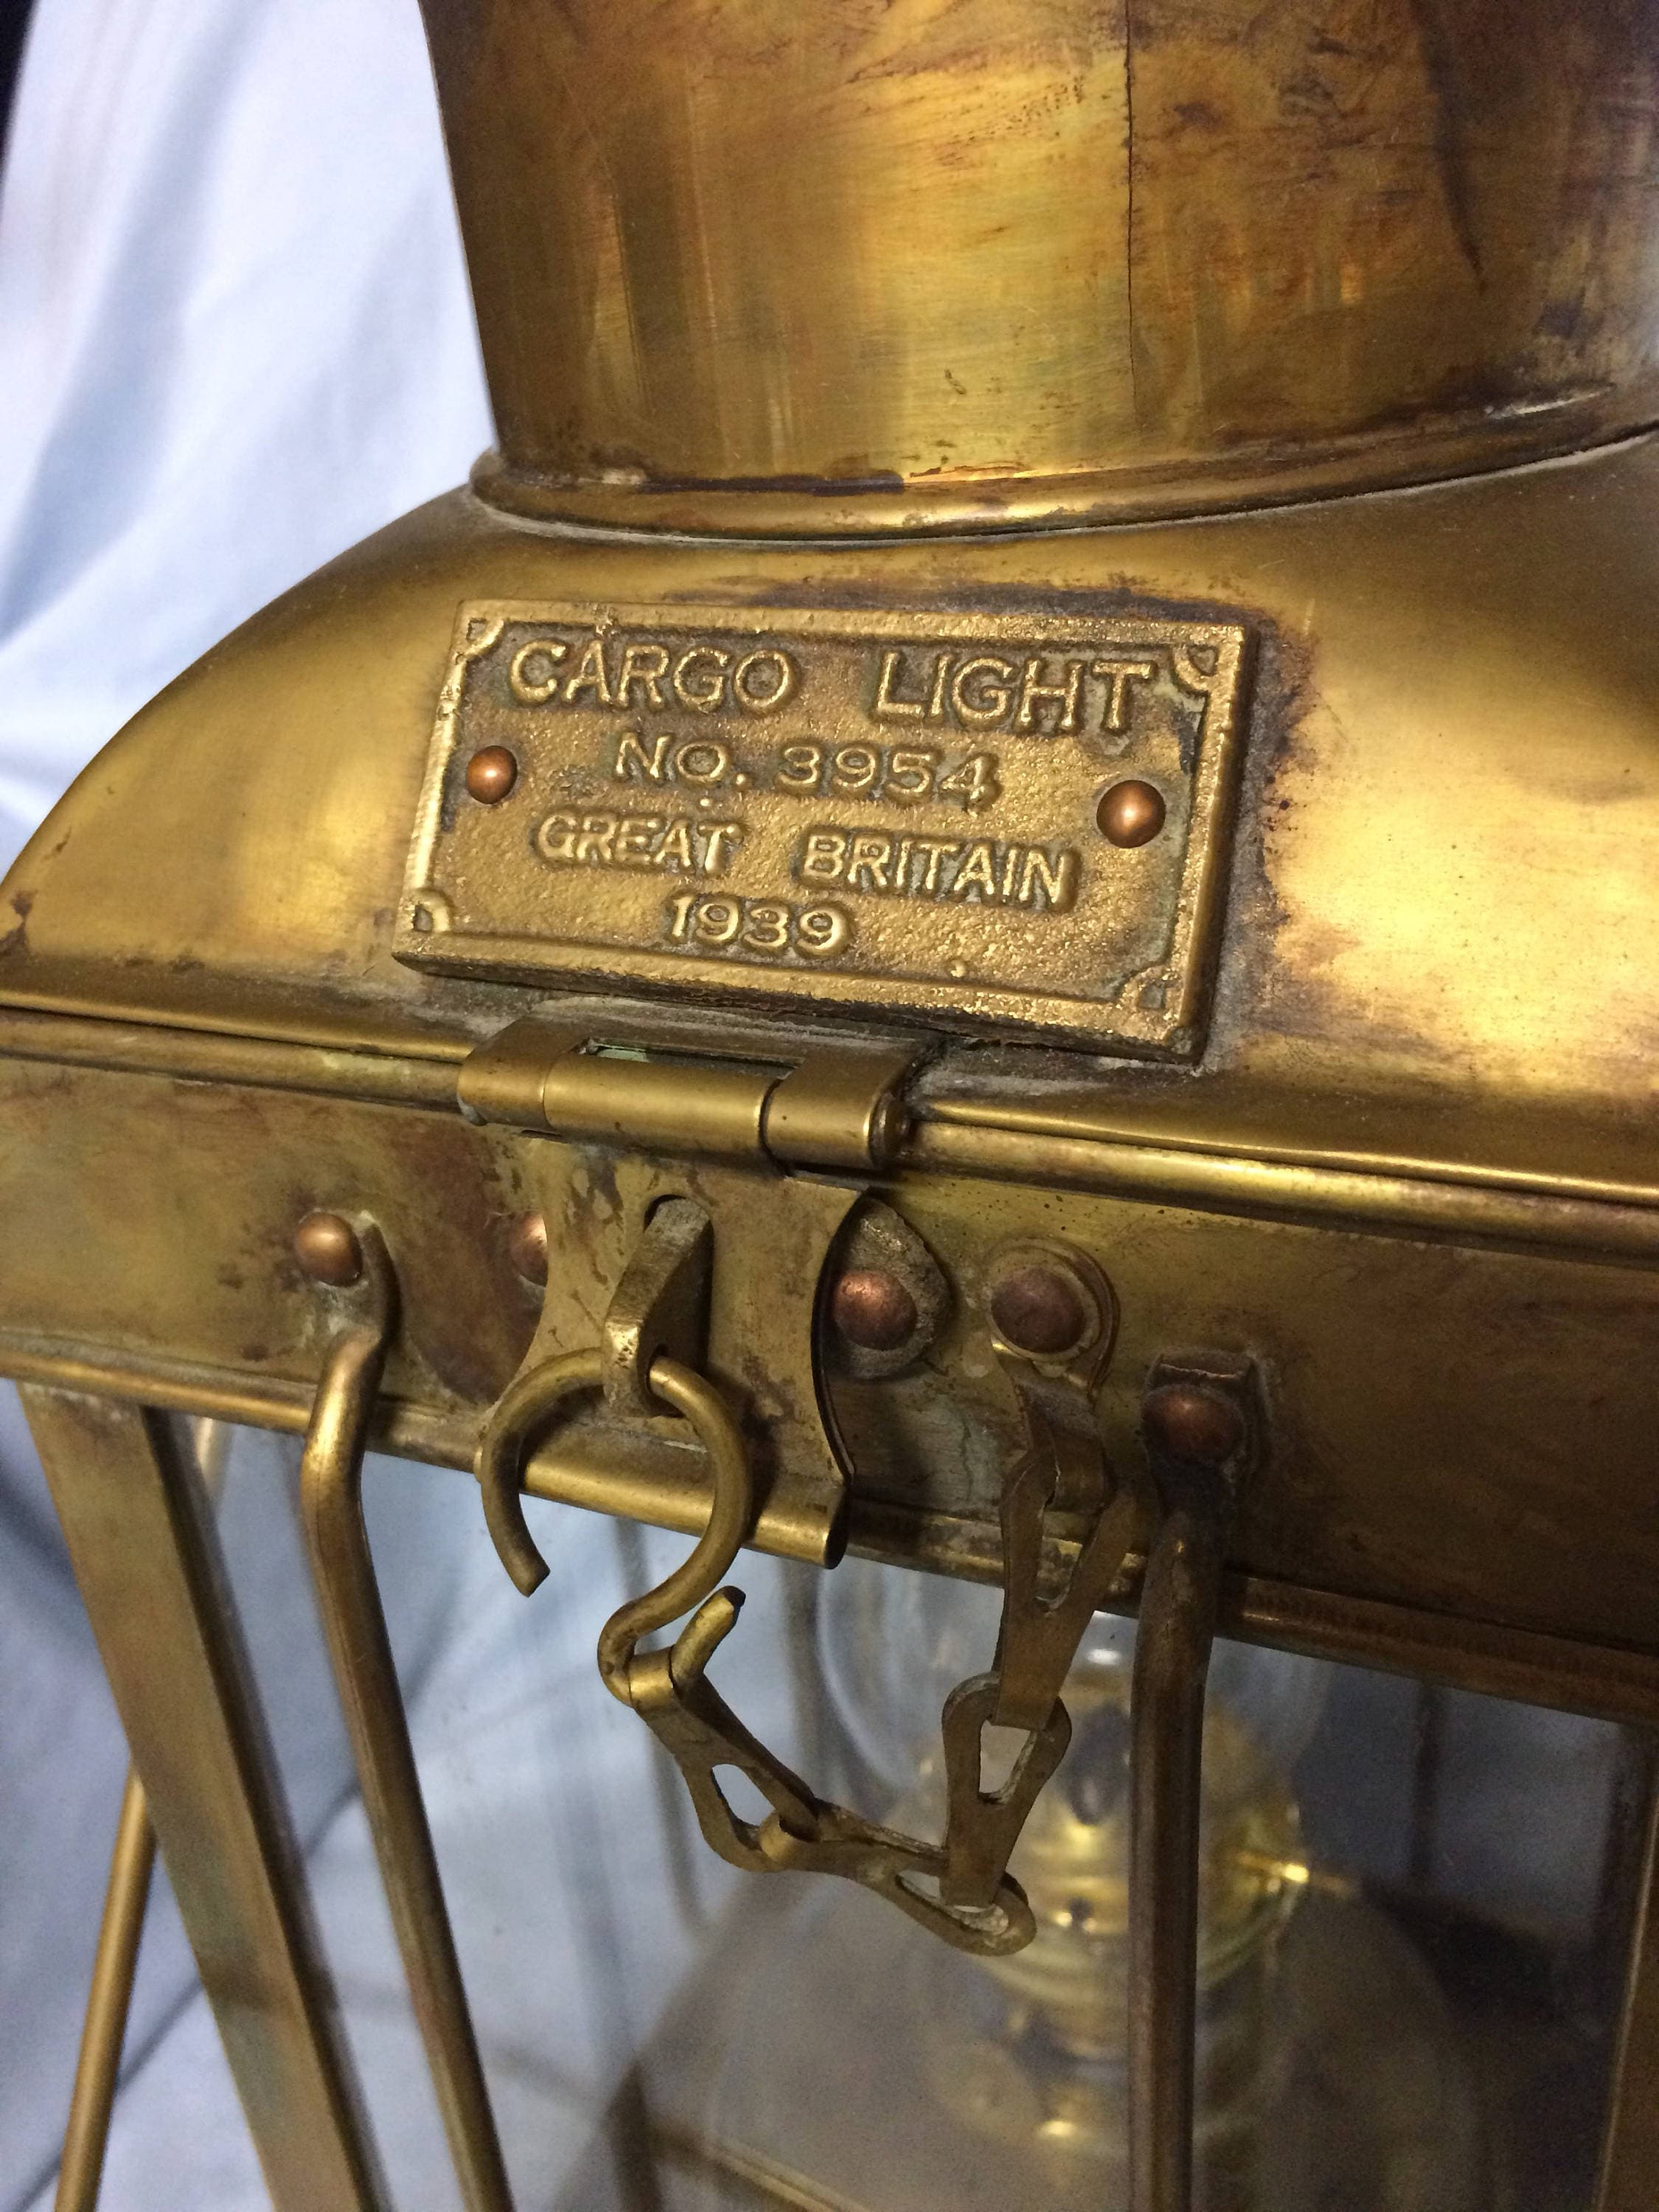 CARGO LIGHT
NO. 3954
GREAT BRITAIN
1939